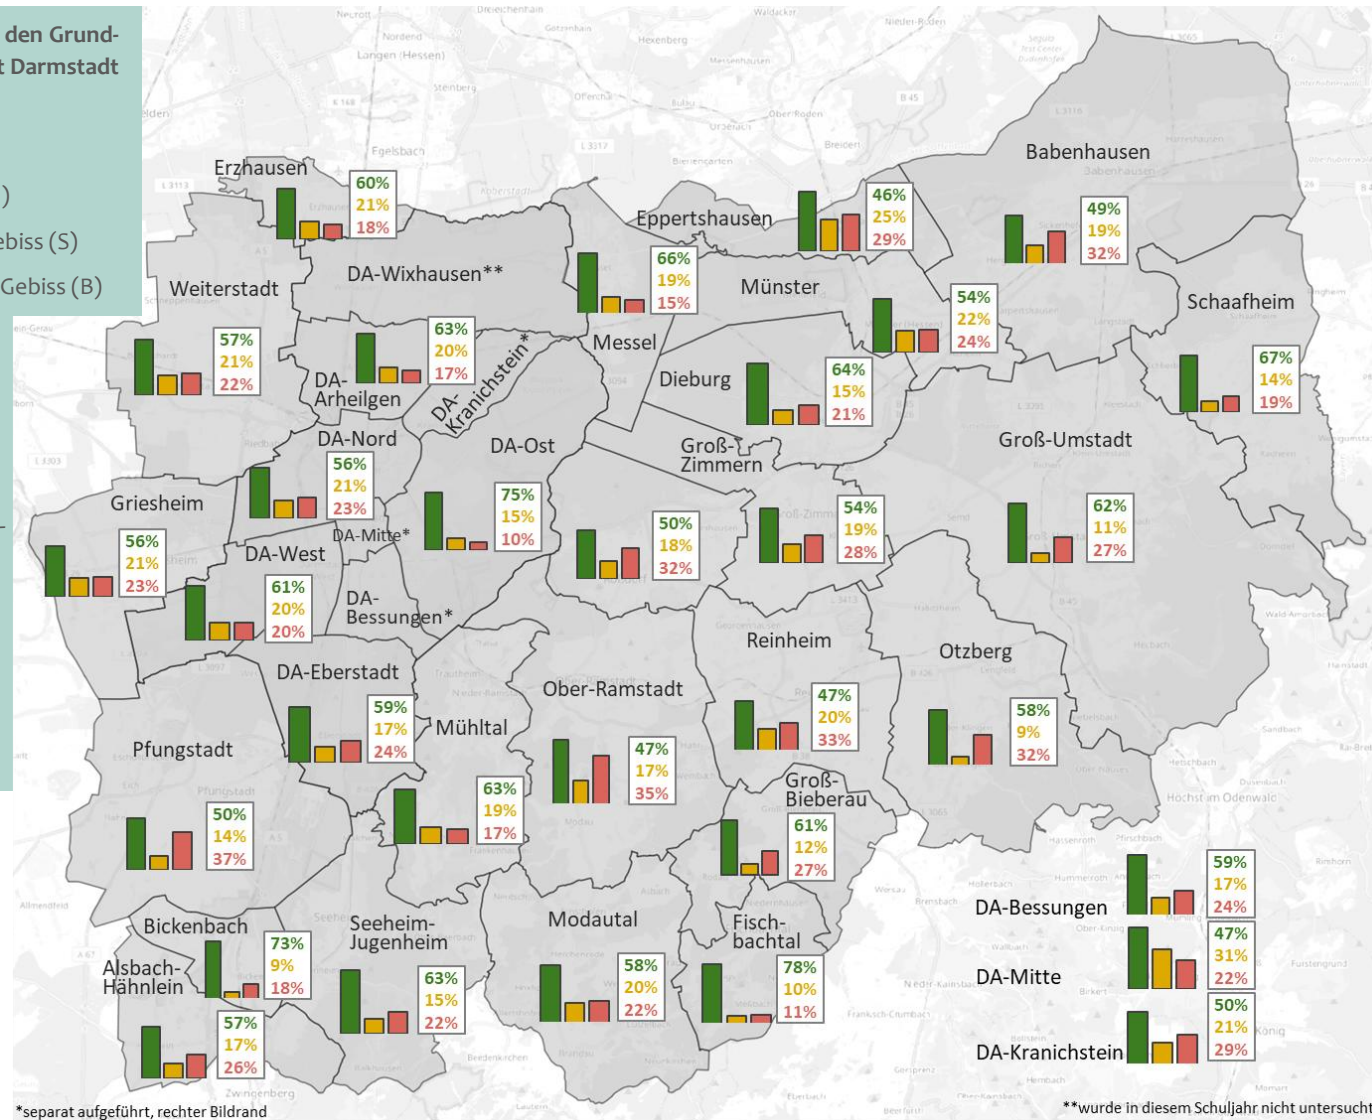 den Grund-
t Darmstadt
)
ebiss (S)
Gebiss (B)
-
Erzhausen
60%
21%
18%
DA-Wixhausen**
Weiterstadt
57%
21%
22%
DA-
Arheilgen
63%
20%
17%
DA-
Kranichstein*
Messel
66%
19%
15%
Eppertshausen
46%
25%
29%
Münster
54%
22%
24%
Babenhausen
49%
19%
32%
Schaafheim
67%
14%
19%
Dieburg
64%
15%
21%
DA-Nord
56%
21%
23%
DA-Ost
75%
15%
10%
Groß-
Zimmern
54%
19%
28%
50%
18%
32%
Groß-Umstadt
62%
11%
27%
Griesheim
56%
21%
23%
DA-Mitte*
DA-West
61%
20%
20%
DA-
Bessungen*
DA-Eberstadt
59%
17%
24%
Mühltal
63%
19%
17%
Ober-Ramstadt
47%
17%
35%
Reinheim
47%
20%
33%
Otzberg
58%
9%
32%
Pfungstadt
50%
14%
37%
Groß-
Bieberau
61%
12%
27%
Bickenbach
73%
9%
18%
Alsbach-
Hähnlein
57%
17%
26%
Seeheim-
Jugenheim
63%
15%
22%
Modautal
58%
20%
22%
Fisch-
bachtal
78%
10%
11%
DA-Bessungen
59%
17%
24%
DA-Mitte
47%
31%
22%
DA-Kranichstein
50%
21%
29%
*separat aufgeführt, rechter Bildrand
**wurde in diesem Schuljahr nicht untersucht